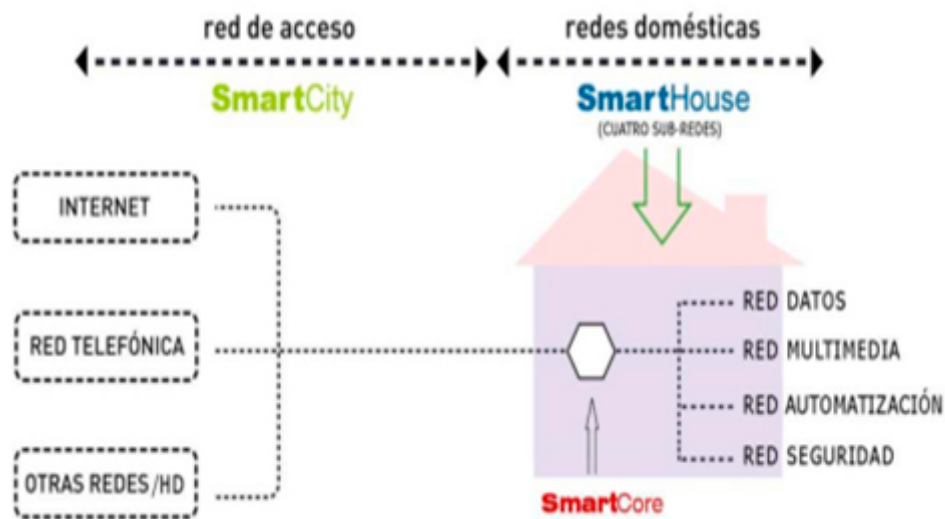 red de acceso
redes domésticas
SmartCity
SmartHouse
(CUATRO SUB-REDES)
INTERNET
RED TELEFÓNICA
OTRAS REDES/HD
RED DATOS
RED MULTIMEDIA
RED AUTOMATIZACIÓN
RED SEGURIDAD
SmartCore